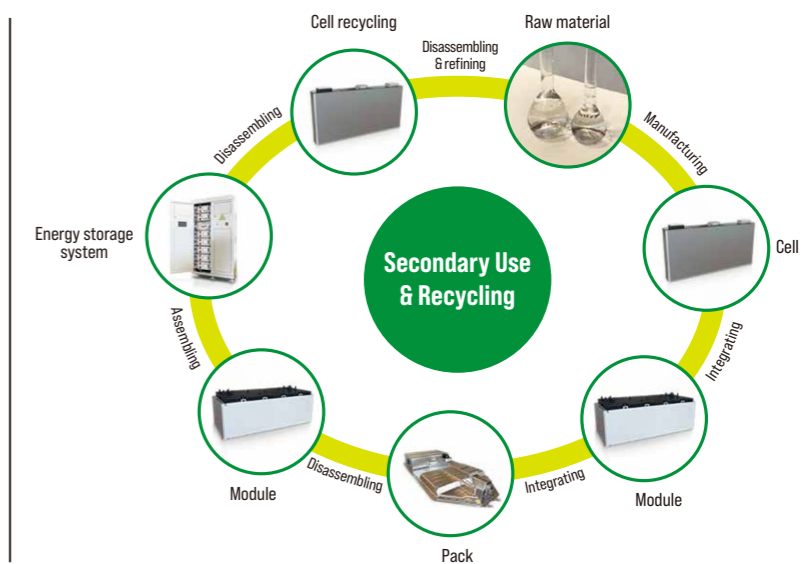 Cell recycling
Disassembling
& refining
Raw material
Manufacturing
Cell
Integrating
Module
Integrating
Pack
Disassembling
Module
Assembling
Energy storage
system
Disassembling
Secondary Use
& Recycling